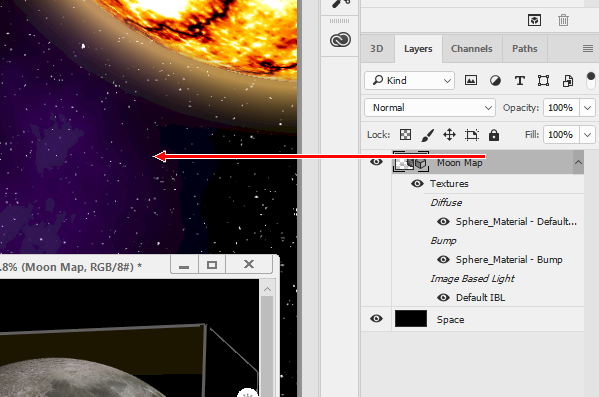 3D Layers Channels Paths
Kind
Normal Opacity: 100%
Lock: Fill: 100%
Moon Map
Textures
Diffuse
Sphere_Material - Default...
Bump
Sphere_Material - Bump
.8% (Moon Map, RGB/8#) *
Image Based Light
Default IBL
Space